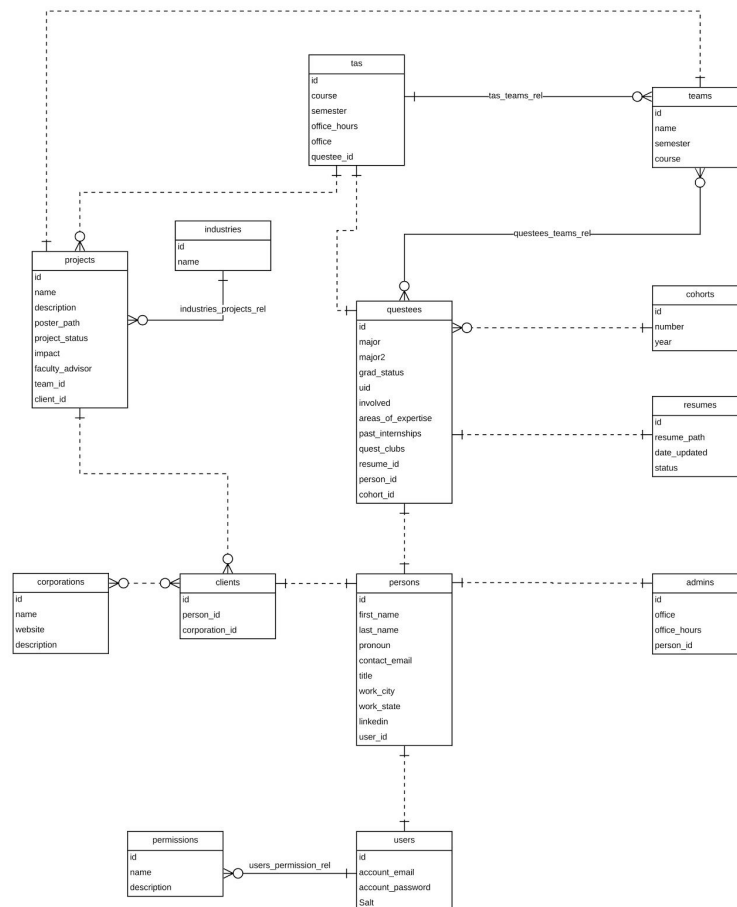 tas
id
course
semester
office_hours
office
questee_id
tas_teams_rel
teams
id
name
semester
course
industries
id
name
questees_teams_rel
projects
id
name
description
poster_path
project_status
impact
faculty_advisor
team_id
client_id
industries_projects_rel
questees
id
major
major2
grad_status
uid
involved
areas_of_expertise
past_internships
quest_clubs
resume_id
person_id
cohort_id
cohorts
id
number
year
resumes
id
resume_path
date_updated
status
corporations
id
name
website
description
clients
id
person_id
corporation_id
persons
id
first_name
last_name
pronoun
contact_email
title
work_city
work_state
linkedin
user_id
admins
id
office
office_hours
person_id
permissions
id
name
description
users_permission_rel
users
id
account_email
account_password
Salt